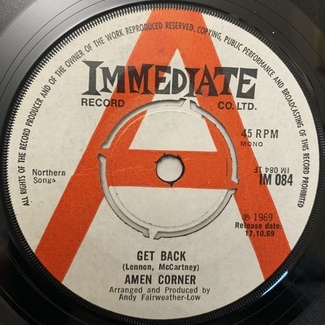 ALL RIGHTS OF THE RECORD PRODUCER AND OF THE OWNER OF THE WORK REPRODUCED RESERVED, COPYING, PUBLIC PERFORMANCE AND BROADCASTING OF THIS RECORD PROHIBITED
IMMEDIATE
RECORD CO. LTD.
45 RPM
MONO
Northern
Songs
IM 084
℗ 1969
Release date
17.10.69
GET BACK
(Lennon, McCartney)
AMEN CORNER
Arranged and Produced by
Andy Fairweather-Low